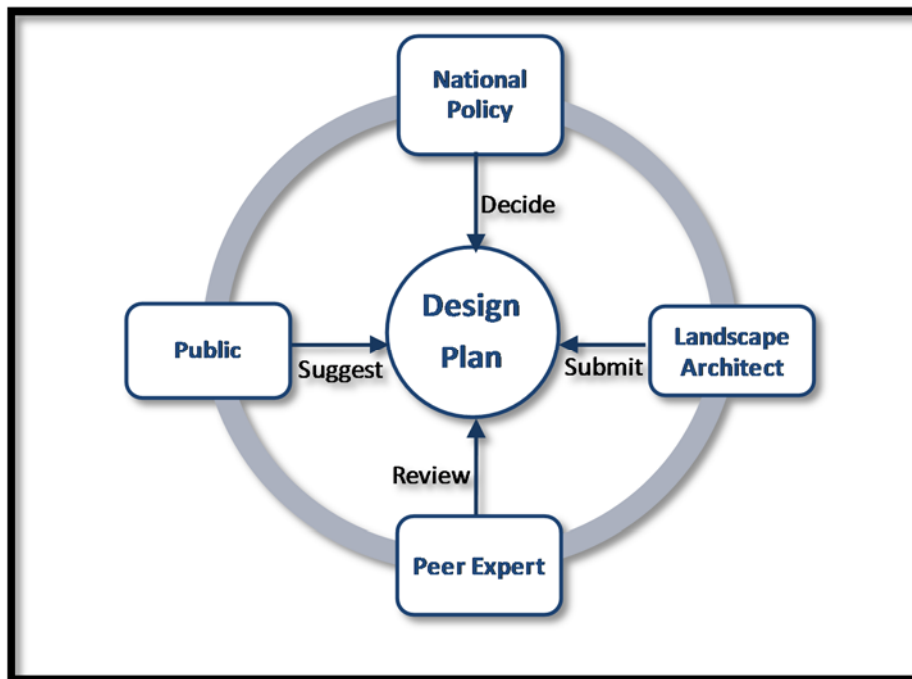 National
Policy
Decide
Design
Plan
Public
Suggest
Submit
Landscape
Architect
Review
Peer Expert